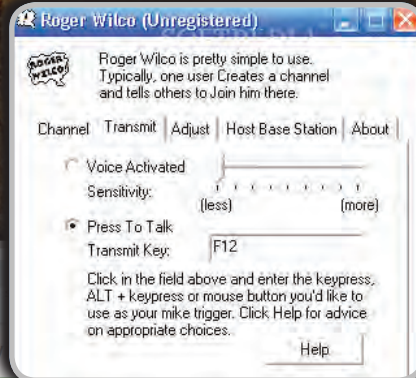 Roger Wilco (Unregistered)
SOFTPEDIA
ROGER WILCO
Roger Wilco is pretty simple to use.
Typically, one user Creates a channel
and tells others to Join him there.
Channel Transmit Adjust Host Base Station About
Voice Activated
Sensitivity:
(less) (more)
Press To Talk
Transmit Key: F12
Click in the field above and enter the keypress,
ALT + keypress or mouse button you'd like to
use as your mike trigger. Click Help for advice
on appropriate choices.
Help